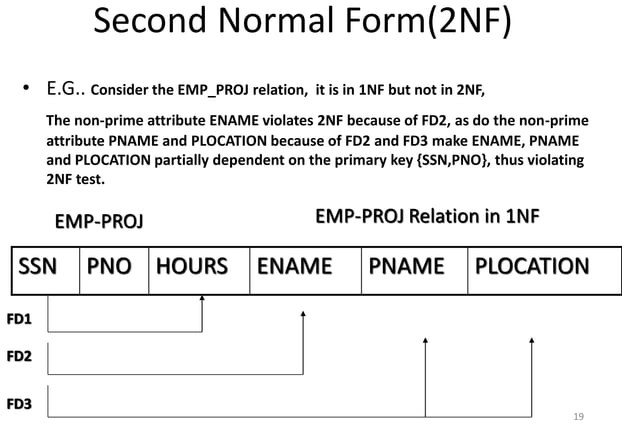 Second Normal Form(2NF)
• E.G.. Consider the EMP_PROJ relation, it is in 1NF but not in 2NF,
The non-prime attribute ENAME violates 2NF because of FD2, as do the non-prime
attribute PNAME and PLOCATION because of FD2 and FD3 make ENAME, PNAME
and PLOCATION partially dependent on the primary key {SSN,PNO}, thus violating
2NF test.
EMP-PROJ
EMP-PROJ Relation in 1NF
SSN PNO HOURS ENAME PNAME PLOCATION
FD1
FD2
FD3
19